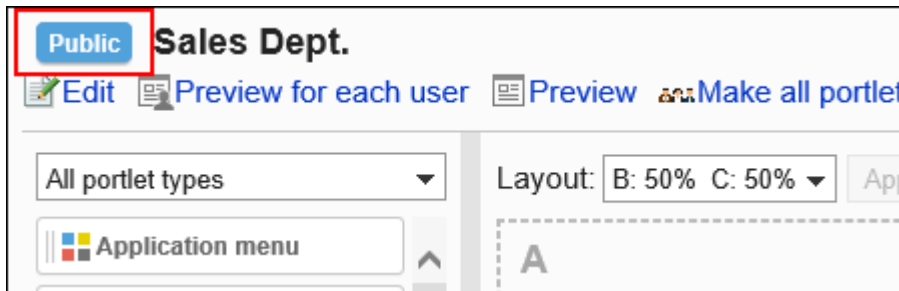 Public Sales Dept.
Edit Preview for each user Preview Make all portlet
All portlet types
Layout: B: 50% C: 50% App
Application menu
A